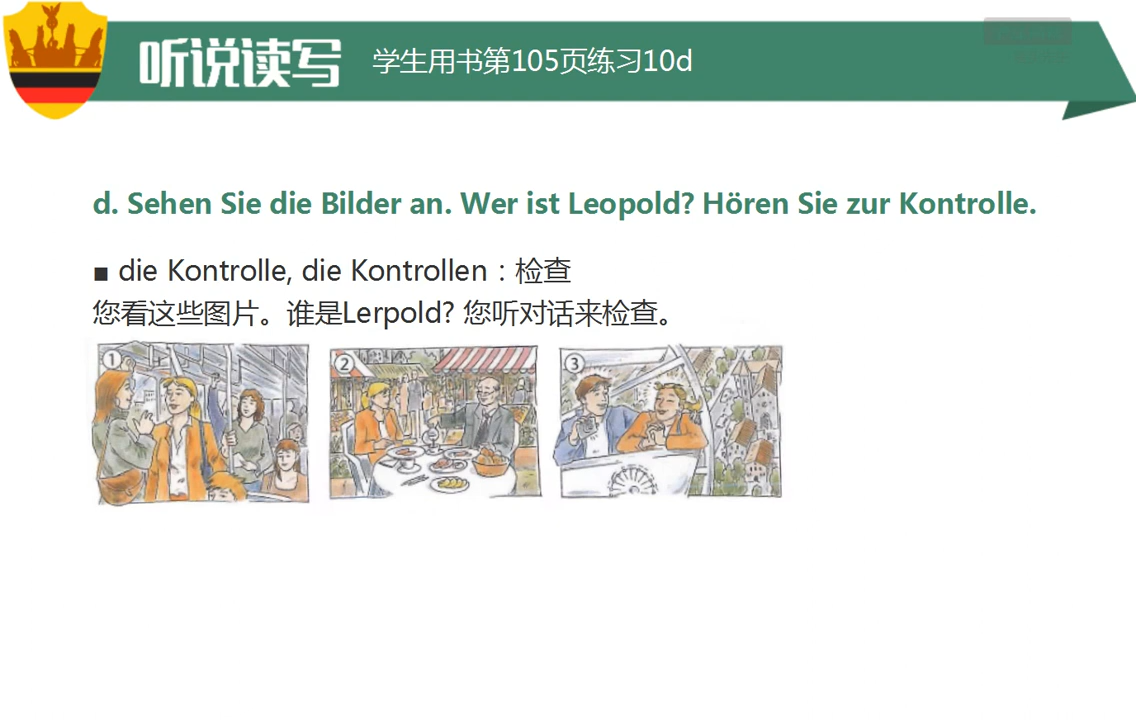 听说读写 学生用书第105页练习10d
d. Sehen Sie die Bilder an. Wer ist Leopold? Hören Sie zur Kontrolle.
■ die Kontrolle, die Kontrollen：检查
您看这些图片。谁是Lerpold? 您听对话来检查。
① ② ③